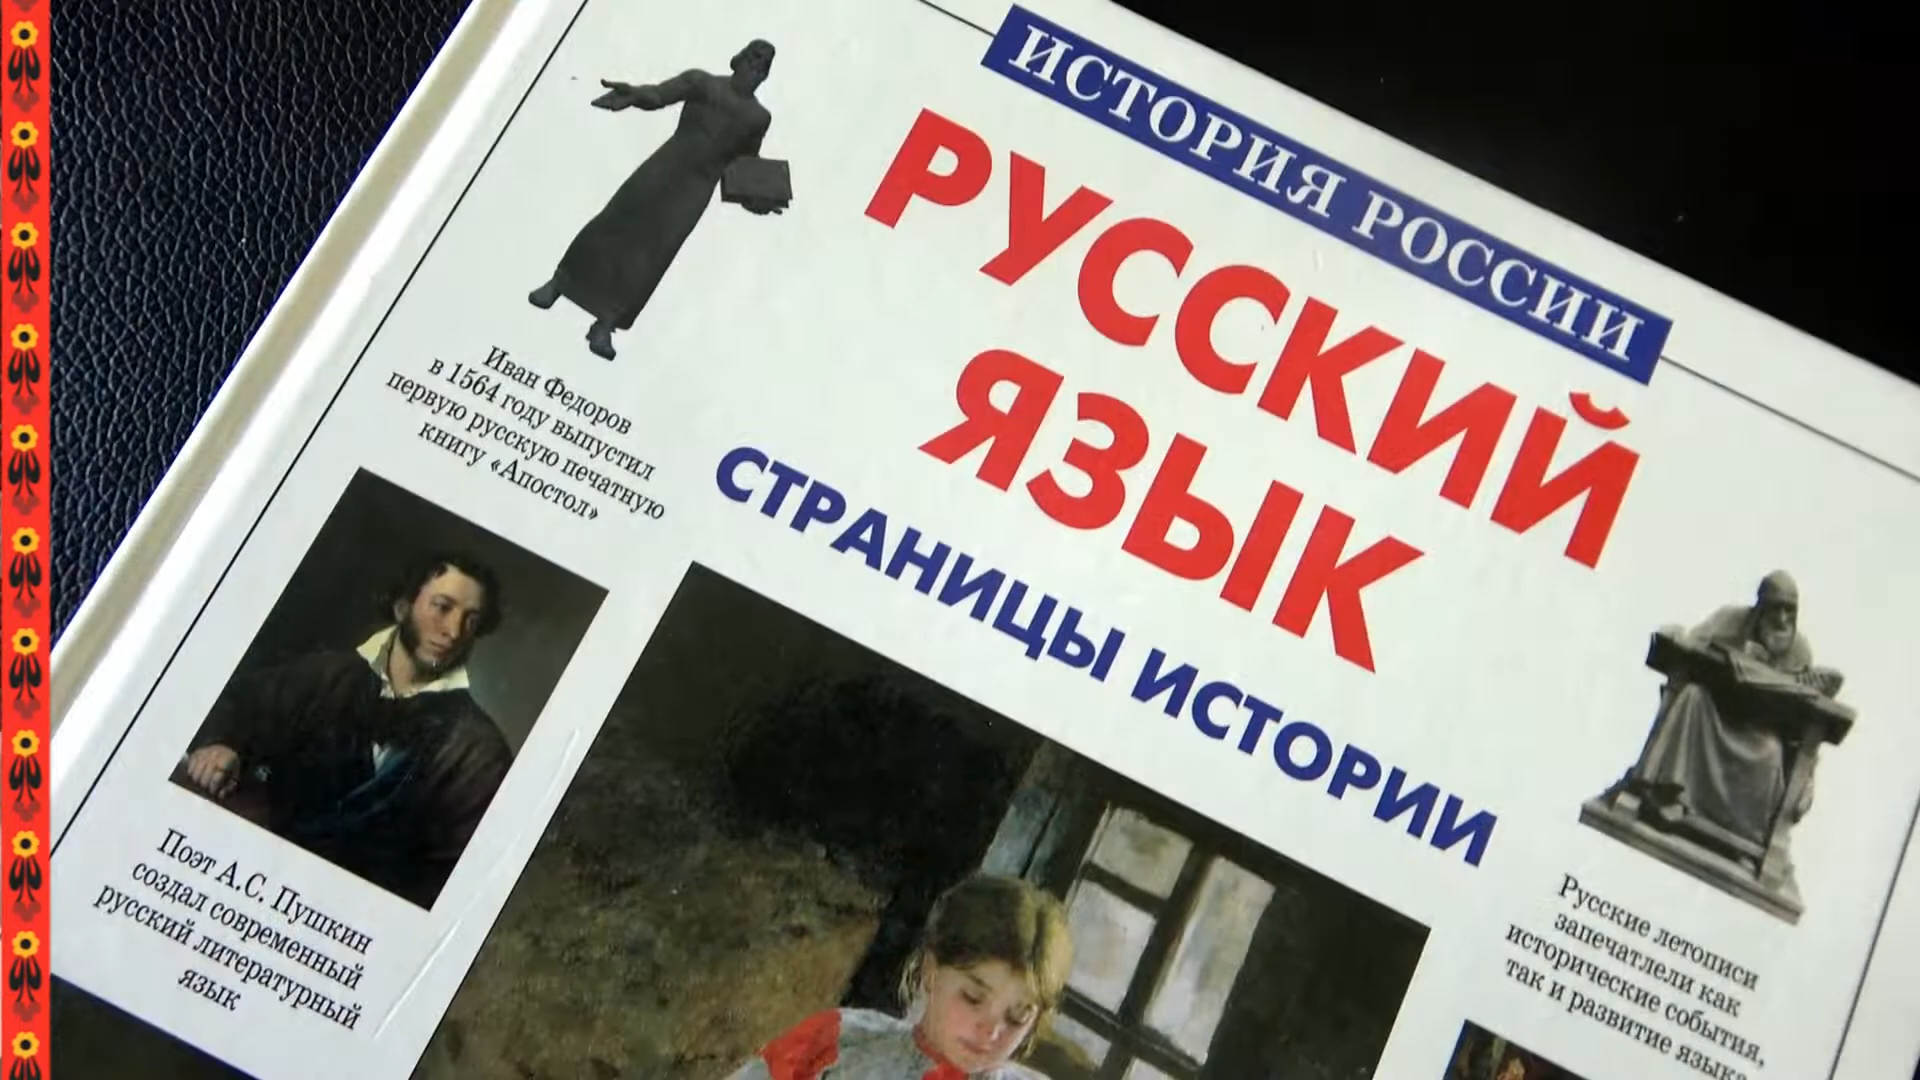 ИСТОРИЯ РОССИИ
РУССКИЙ
ЯЗЫК
СТРАНИЦЫ ИСТОРИИ
Иван Федоров
в 1564 году выпустил
первую русскую печатную
книгу «Апостол»
Поэт А.С. Пушкин
создал современный
русский литературный
язык
Русские летописи
запечатлели как
исторические события,
так и развитие языка